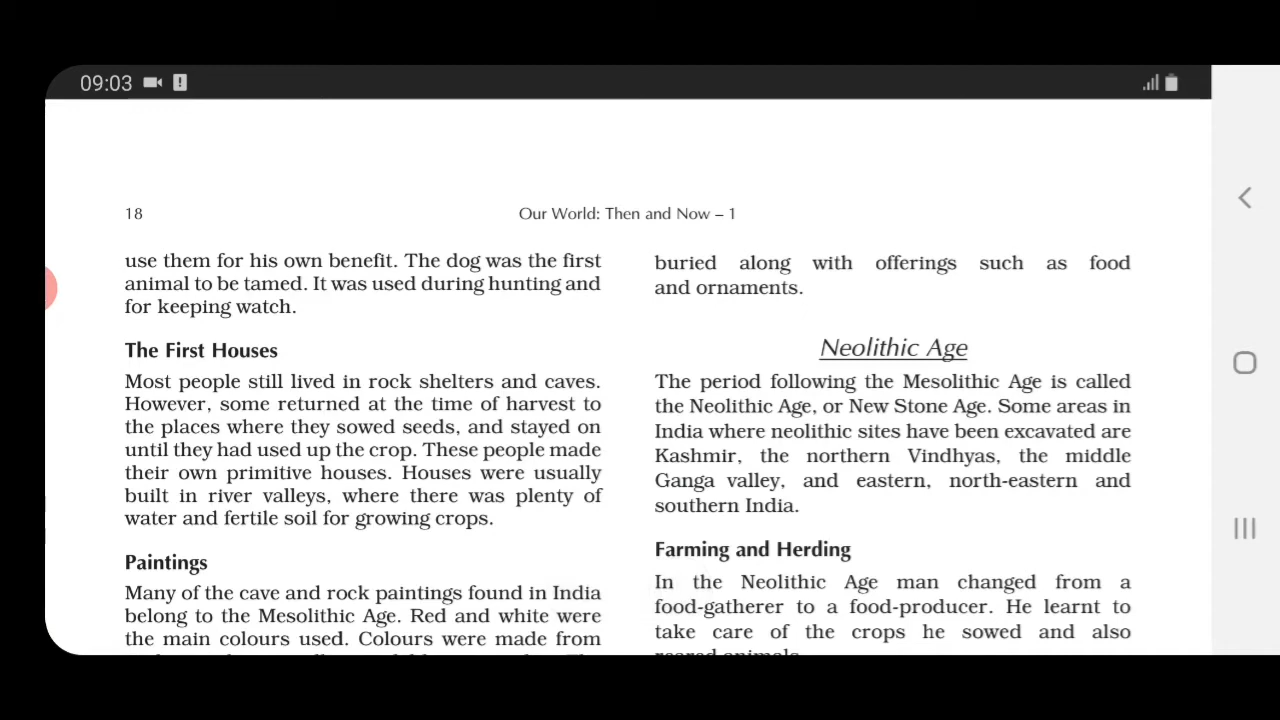 09:03
18
Our World: Then and Now – 1
use them for his own benefit. The dog was the first
animal to be tamed. It was used during hunting and
for keeping watch.
The First Houses
Most people still lived in rock shelters and caves.
However, some returned at the time of harvest to
the places where they sowed seeds, and stayed on
until they had used up the crop. These people made
their own primitive houses. Houses were usually
built in river valleys, where there was plenty of
water and fertile soil for growing crops.
Paintings
Many of the cave and rock paintings found in India
belong to the Mesolithic Age. Red and white were
the main colours used. Colours were made from
buried along with offerings such as food
and ornaments.
Neolithic Age
The period following the Mesolithic Age is called
the Neolithic Age, or New Stone Age. Some areas in
India where neolithic sites have been excavated are
Kashmir, the northern Vindhyas, the middle
Ganga valley, and eastern, north-eastern and
southern India.
Farming and Herding
In the Neolithic Age man changed from a
food-gatherer to a food-producer. He learnt to
take care of the crops he sowed and also
reared animals.